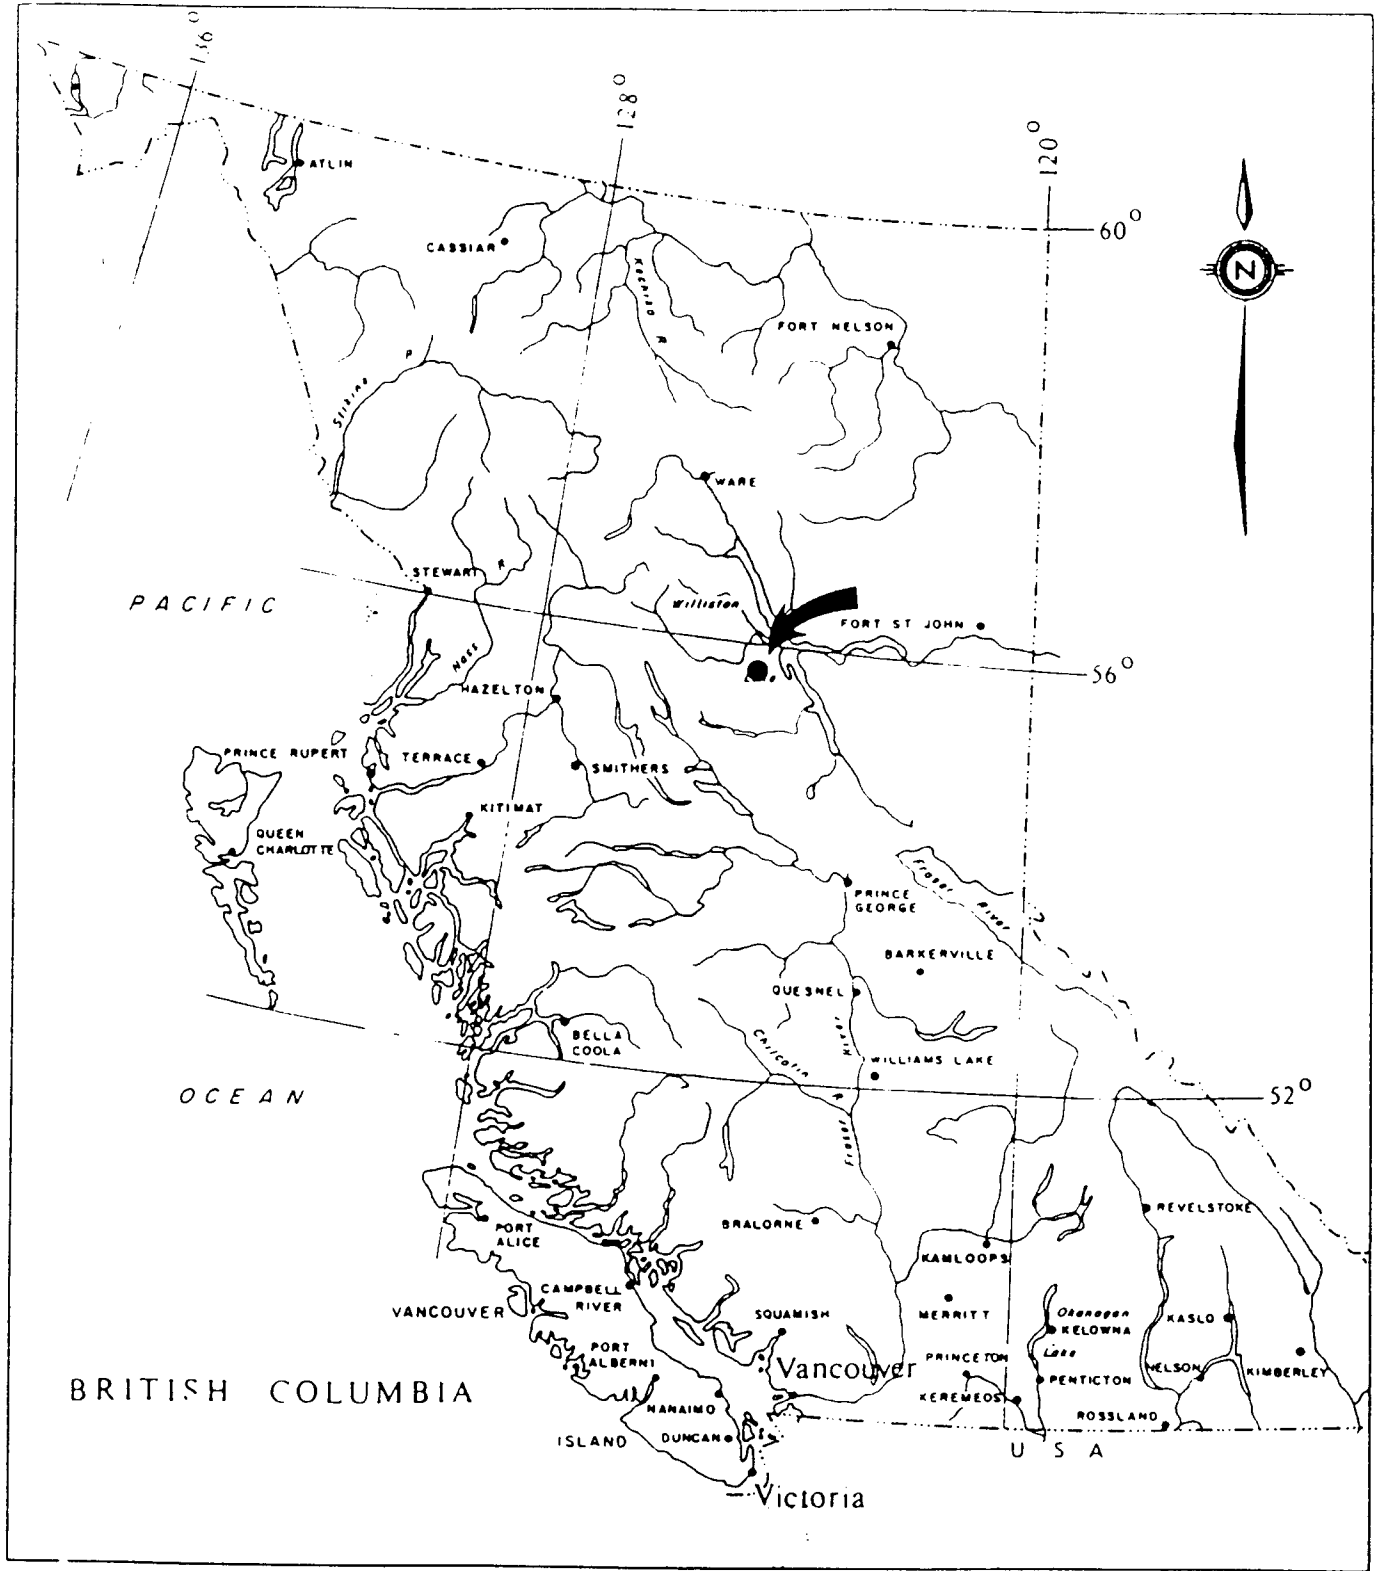 136°
128°
120°
ATLIN
60°
CASSIAR
N
Kechika R
FORT NELSON
Stikine R
WARE
STEWART
R
PACIFIC
Williston
FORT ST JOHN
Nass
56°
HAZELTON
PRINCE RUPERT
TERRACE
SMITHERS
KITIMAT
QUEEN
CHARLOTTE
Fraser River
PRINCE
GEORGE
BARKERVILLE
QUESNEL
BELLA
COOLA
Chilcotin R
Fraser River
WILLIAMS LAKE
OCEAN
52°
PORT
ALICE
BRALORNE
REVELSTOKE
KAMLOOPS
CAMPBELL
RIVER
VANCOUVER
MERRITT
SQUAMISH
Okanagan
KELOWNA
Lake
KASLO
PORT
ALBERNI
Vancouver
PRINCETON
PENTICTON
NELSON
KIMBERLEY
BRITISH COLUMBIA
NANAIMO
KEREMEOS
ROSSLAND
ISLAND
DUNCAN
U S A
Victoria